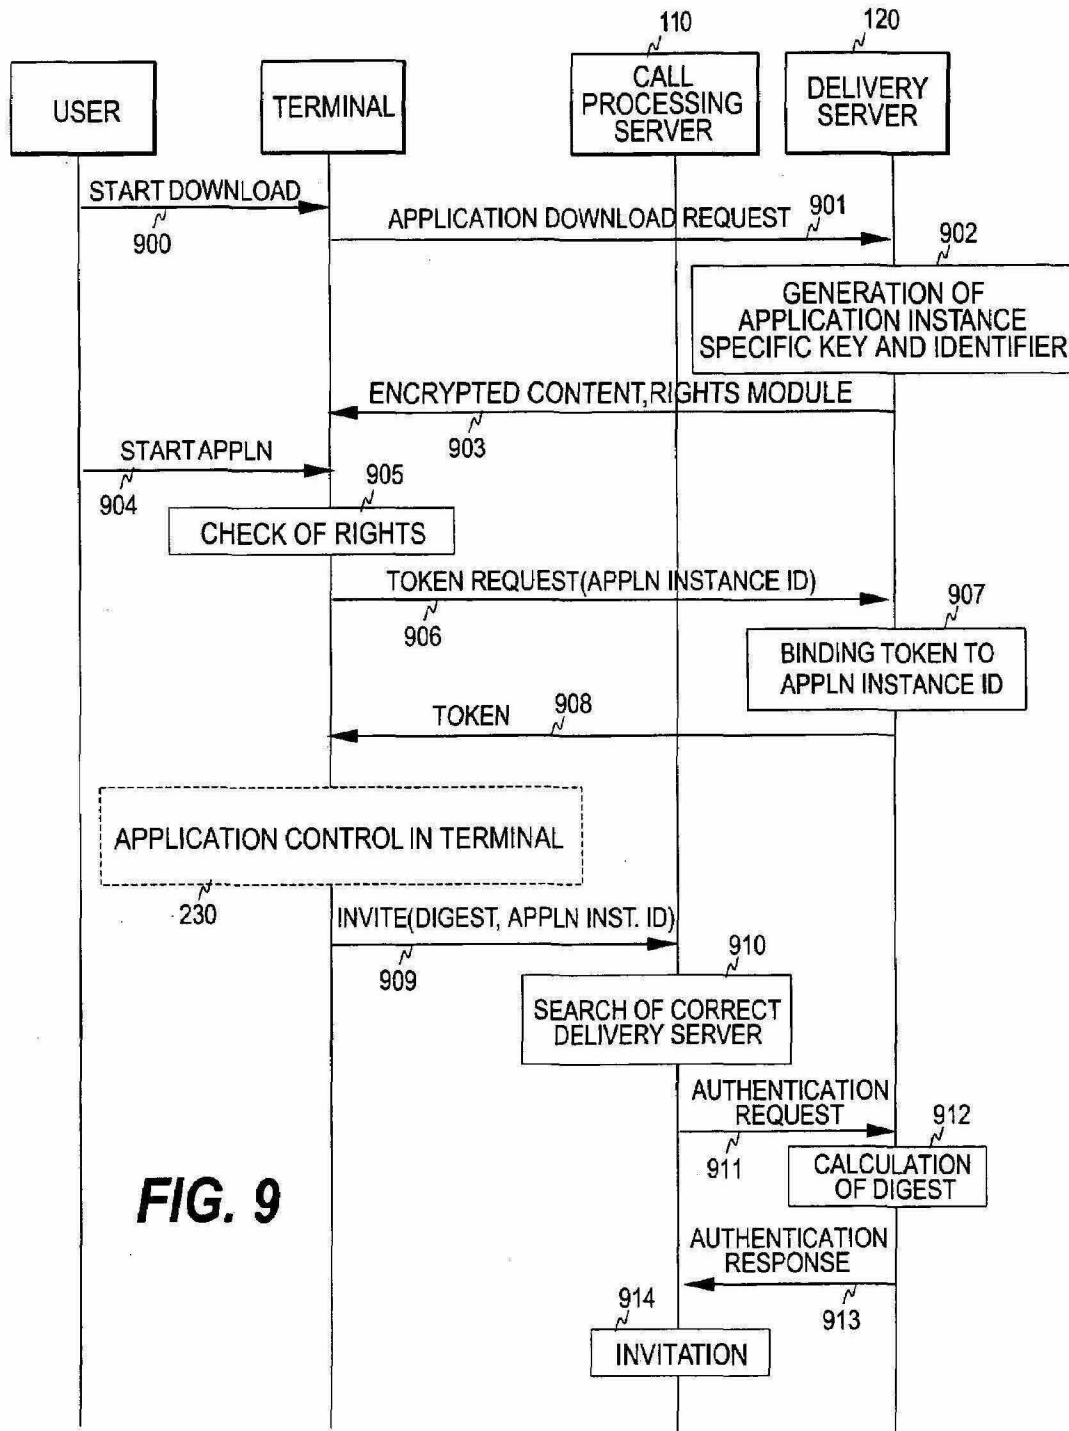 110
120
USER
TERMINAL
CALL
PROCESSING
SERVER
DELIVERY
SERVER
START DOWNLOAD
900
APPLICATION DOWNLOAD REQUEST
901
902
GENERATION OF
APPLICATION INSTANCE
SPECIFIC KEY AND IDENTIFIER
ENCRYPTED CONTENT,RIGHTS MODULE
903
START APPLN
904
905
CHECK OF RIGHTS
TOKEN REQUEST(APPLN INSTANCE ID)
906
907
BINDING TOKEN TO
APPLN INSTANCE ID
TOKEN
908
APPLICATION CONTROL IN TERMINAL
230
INVITE(DIGEST, APPLN INST. ID)
909
910
SEARCH OF CORRECT
DELIVERY SERVER
AUTHENTICATION
REQUEST
911
912
CALCULATION
OF DIGEST
FIG. 9
AUTHENTICATION
RESPONSE
913
914
INVITATION